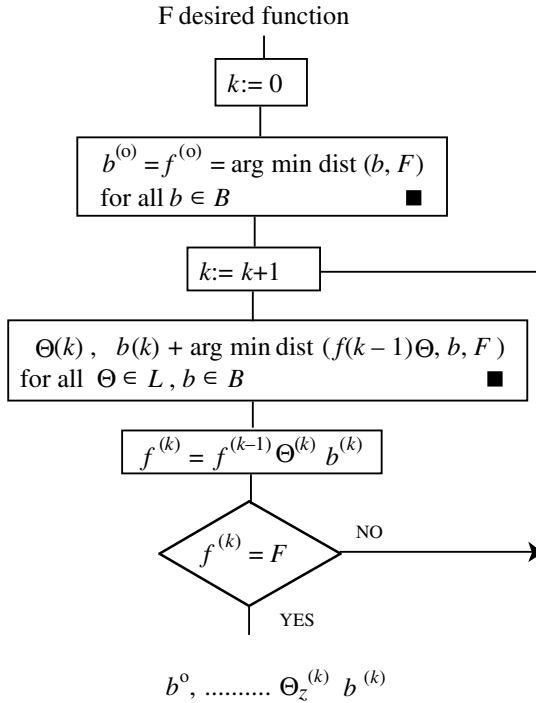 F desired function
k:= 0
b^(o) = f^(o) = arg min dist (b, F)
for all b ∈ B ■
k:= k+1
Θ(k) , b(k) + arg min dist (f(k – 1)Θ, b, F)
for all Θ ∈ L , b ∈ B ■
f^(k) = f^(k–1) Θ^(k) b^(k)
f^(k) = F
NO
YES
b^o, .......... Θ_z^(k) b^(k)